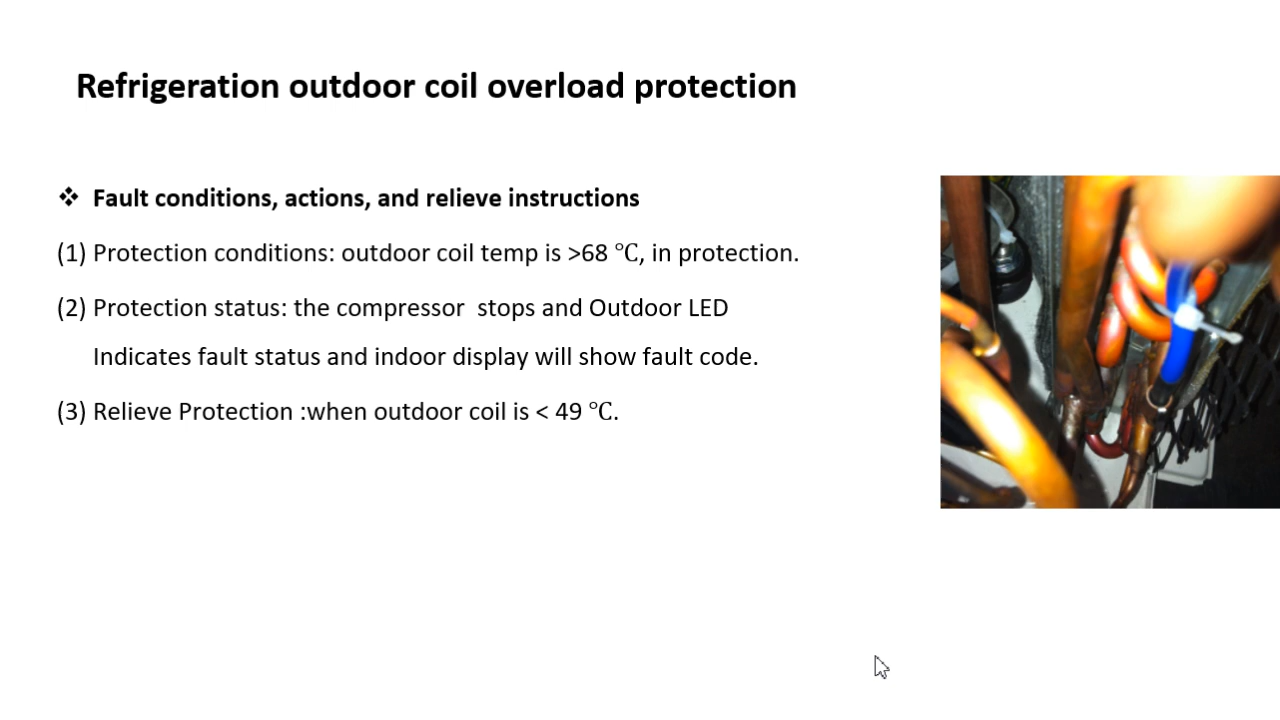 Refrigeration outdoor coil overload protection
❖ Fault conditions, actions, and relieve instructions
(1) Protection conditions: outdoor coil temp is >68 ℃, in protection.
(2) Protection status: the compressor  stops and Outdoor LED
Indicates fault status and indoor display will show fault code.
(3) Relieve Protection :when outdoor coil is < 49 ℃.